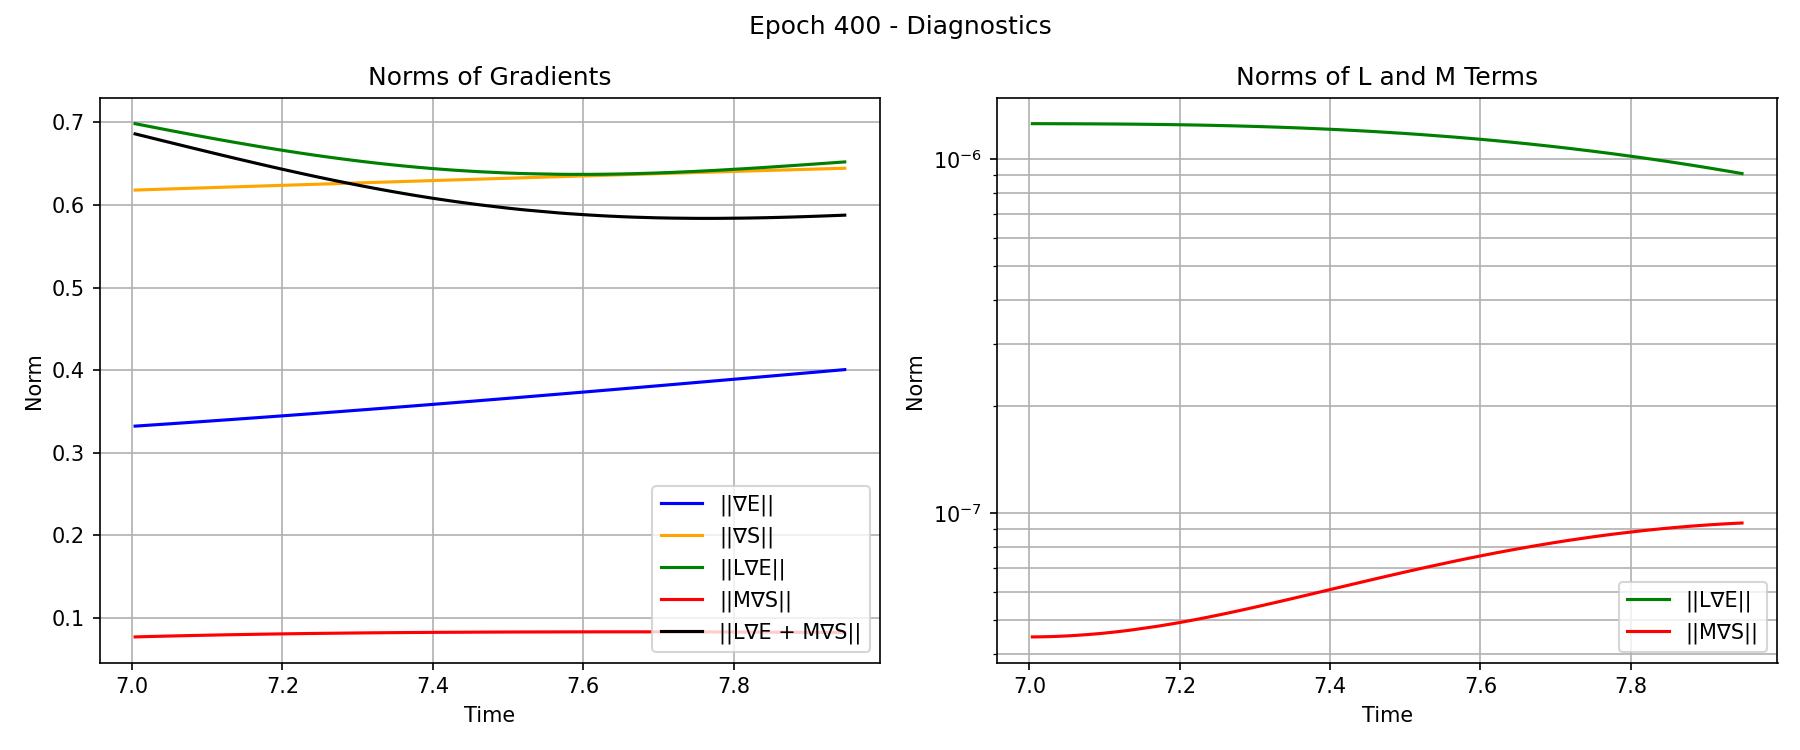 Epoch 400 - Diagnostics
Norms of Gradients
Norm
0.7
0.6
0.5
0.4
0.3
0.2
0.1
7.0 7.2 7.4 7.6 7.8
Time
||∇E||
||∇S||
||L∇E||
||M∇S||
||L∇E + M∇S||
Norms of L and M Terms
Norm
10⁻⁶
10⁻⁷
7.0 7.2 7.4 7.6 7.8
Time
||L∇E||
||M∇S||